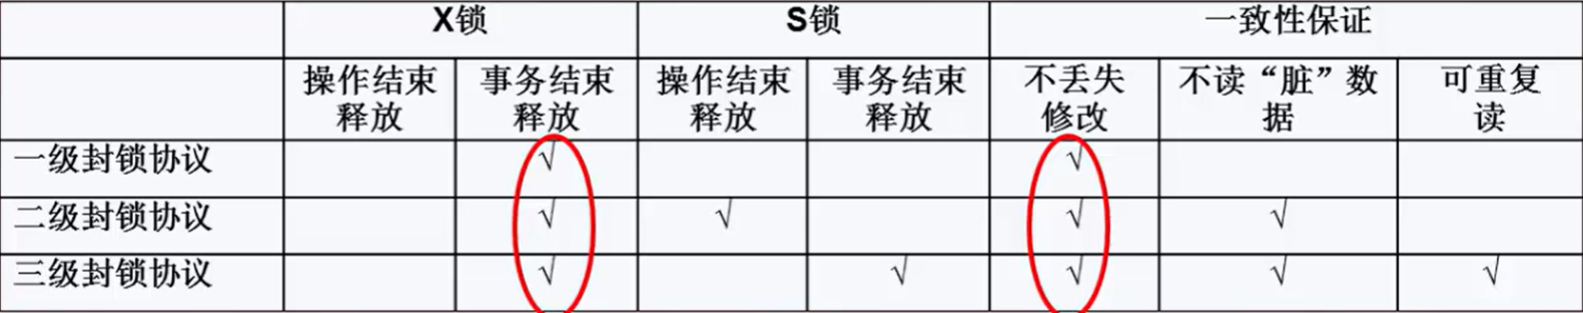 X锁 S锁 一致性保证
操作结束释放 事务结束释放 操作结束释放 事务结束释放 不丢失修改 不读“脏”数据 可重复读
一级封锁协议 √ √
二级封锁协议 √ √ √ √
三级封锁协议 √ √ √ √ √